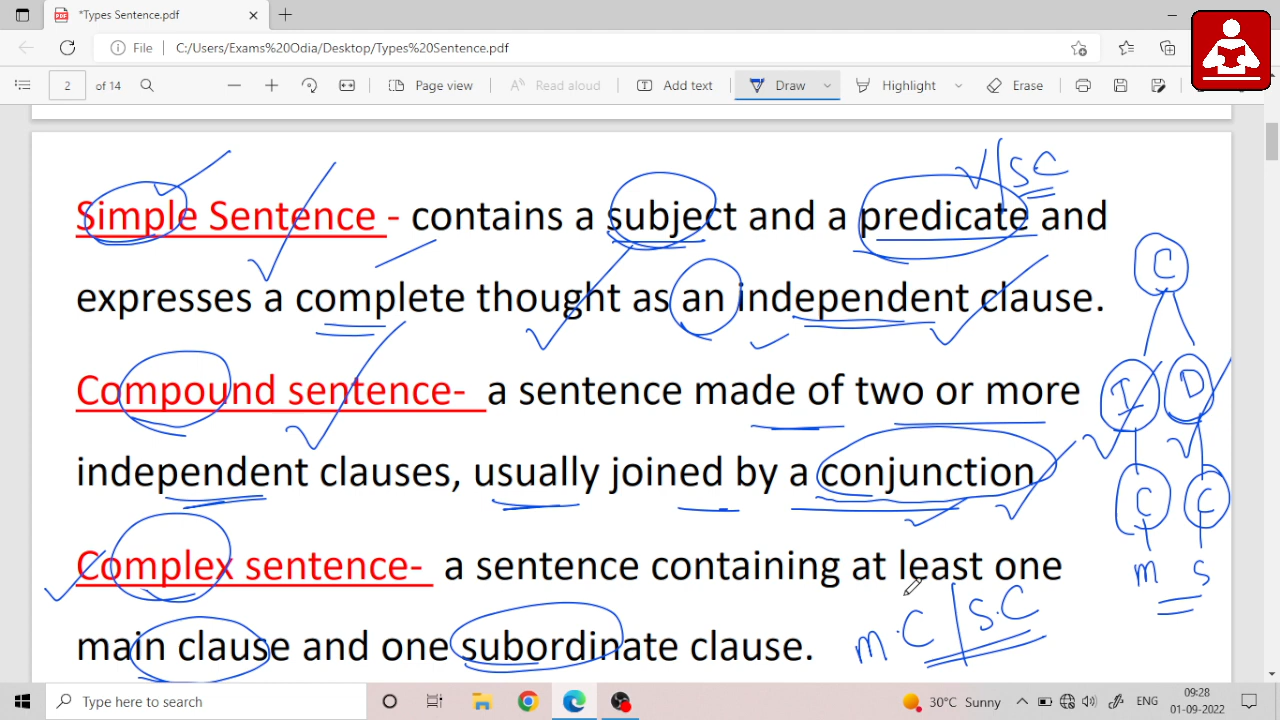 *Types Sentence.pdf
File C:/Users/Exams%20Odia/Desktop/Types%20Sentence.pdf
2 of 14 Page view Read aloud Add text Draw Highlight Erase
√/SC
Simple Sentence - contains a subject and a predicate and
expresses a complete thought as an independent clause.
C
Compound sentence- a sentence made of two or more
I D
independent clauses, usually joined by a conjunction
C C
Complex sentence- a sentence containing at least one
m s
main clause and one subordinate clause.
m.C/S.C
Type here to search 30°C Sunny ENG 09:28
01-09-2022